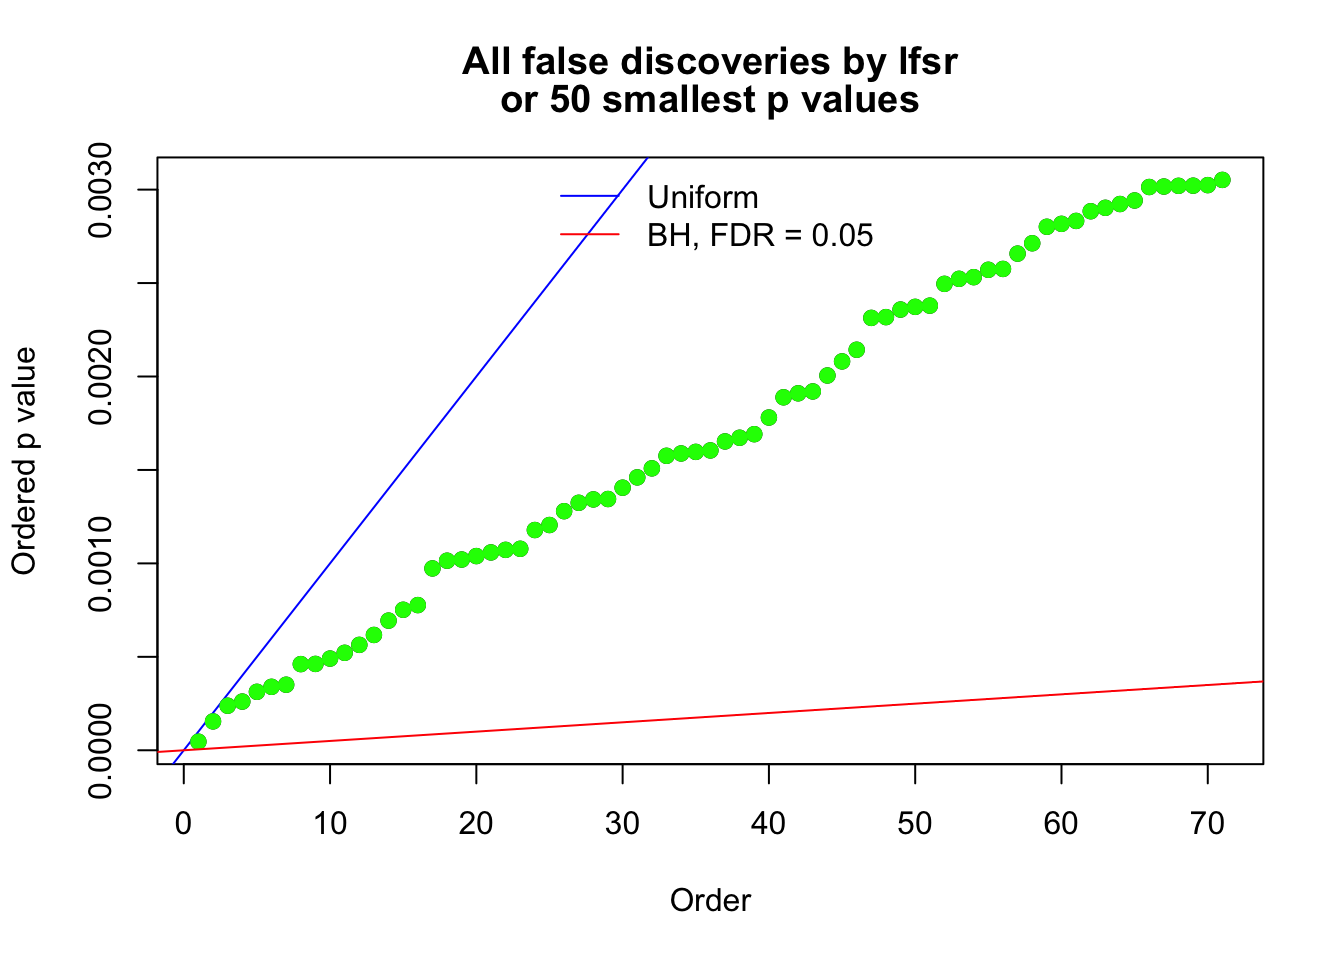 All false discoveries by lfsr
or 50 smallest p values
Uniform
BH, FDR = 0.05
Ordered p value
0.0030
0.0020
0.0010
0.0000
0 10 20 30 40 50 60 70
Order